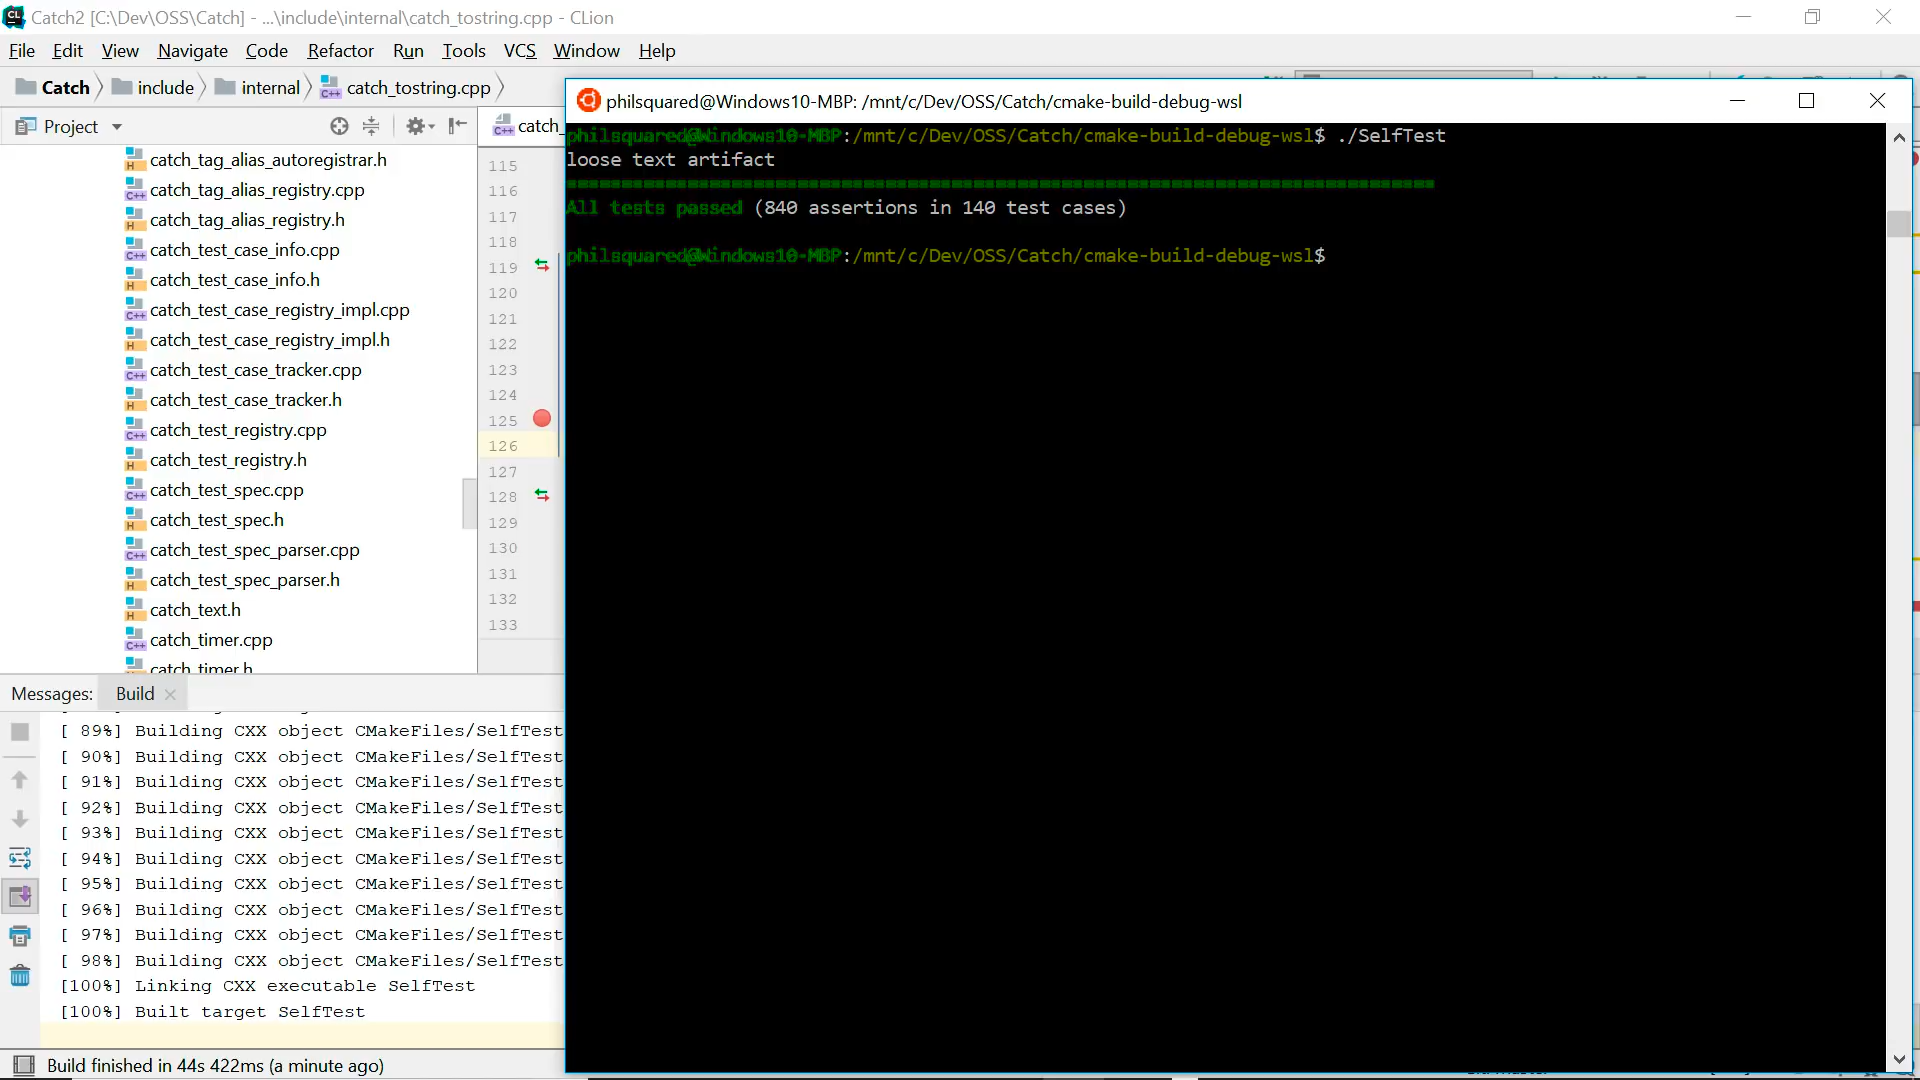 Catch2 [C:\Dev\OSS\Catch] - ...\include\internal\catch_tostring.cpp - CLion
File Edit View Navigate Code Refactor Run Tools VCS Window Help
Catch include internal catch_tostring.cpp
philsquared@Windows10-MBP: /mnt/c/Dev/OSS/Catch/cmake-build-debug-wsl
Project
catch_
catch_tag_alias_autoregistrar.h
catch_tag_alias_registry.cpp
catch_tag_alias_registry.h
catch_test_case_info.cpp
catch_test_case_info.h
catch_test_case_registry_impl.cpp
catch_test_case_registry_impl.h
catch_test_case_tracker.cpp
catch_test_case_tracker.h
catch_test_registry.cpp
catch_test_registry.h
catch_test_spec.cpp
catch_test_spec.h
catch_test_spec_parser.cpp
catch_test_spec_parser.h
catch_text.h
catch_timer.cpp
catch_timer.h
115
116
117
118
119
120
121
122
123
124
125
126
127
128
129
130
131
132
133
philsquared@Windows10-MBP:/mnt/c/Dev/OSS/Catch/cmake-build-debug-wsl$ ./SelfTest
loose text artifact
===============================================================================
All tests passed (840 assertions in 140 test cases)
philsquared@Windows10-MBP:/mnt/c/Dev/OSS/Catch/cmake-build-debug-wsl$
Messages: Build
[ 89%] Building CXX object CMakeFiles/SelfTest
[ 90%] Building CXX object CMakeFiles/SelfTest
[ 91%] Building CXX object CMakeFiles/SelfTest
[ 92%] Building CXX object CMakeFiles/SelfTest
[ 93%] Building CXX object CMakeFiles/SelfTest
[ 94%] Building CXX object CMakeFiles/SelfTest
[ 95%] Building CXX object CMakeFiles/SelfTest
[ 96%] Building CXX object CMakeFiles/SelfTest
[ 97%] Building CXX object CMakeFiles/SelfTest
[ 98%] Building CXX object CMakeFiles/SelfTest
[100%] Linking CXX executable SelfTest
[100%] Built target SelfTest
Build finished in 44s 422ms (a minute ago)